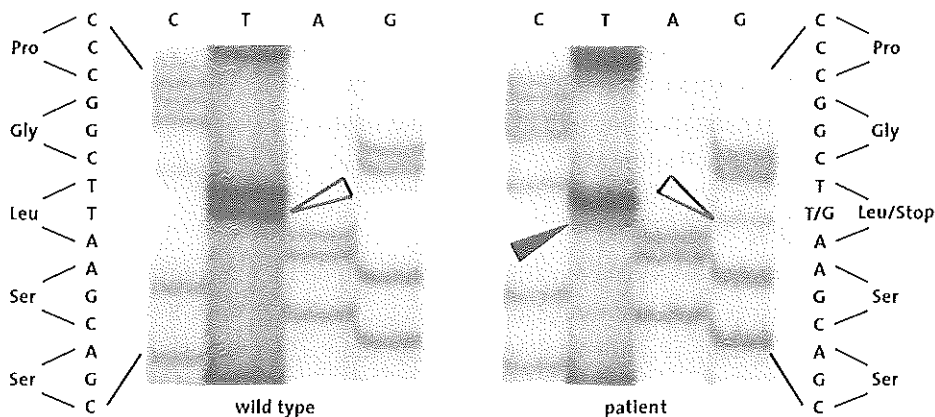 C C T A G C T A G C
Pro C C Pro
C C
G G
Gly G G Gly
C C
T T
Leu T T/G Leu/Stop
A A
A A
Ser G G Ser
C C
A A
Ser G G Ser
C wild type patient C